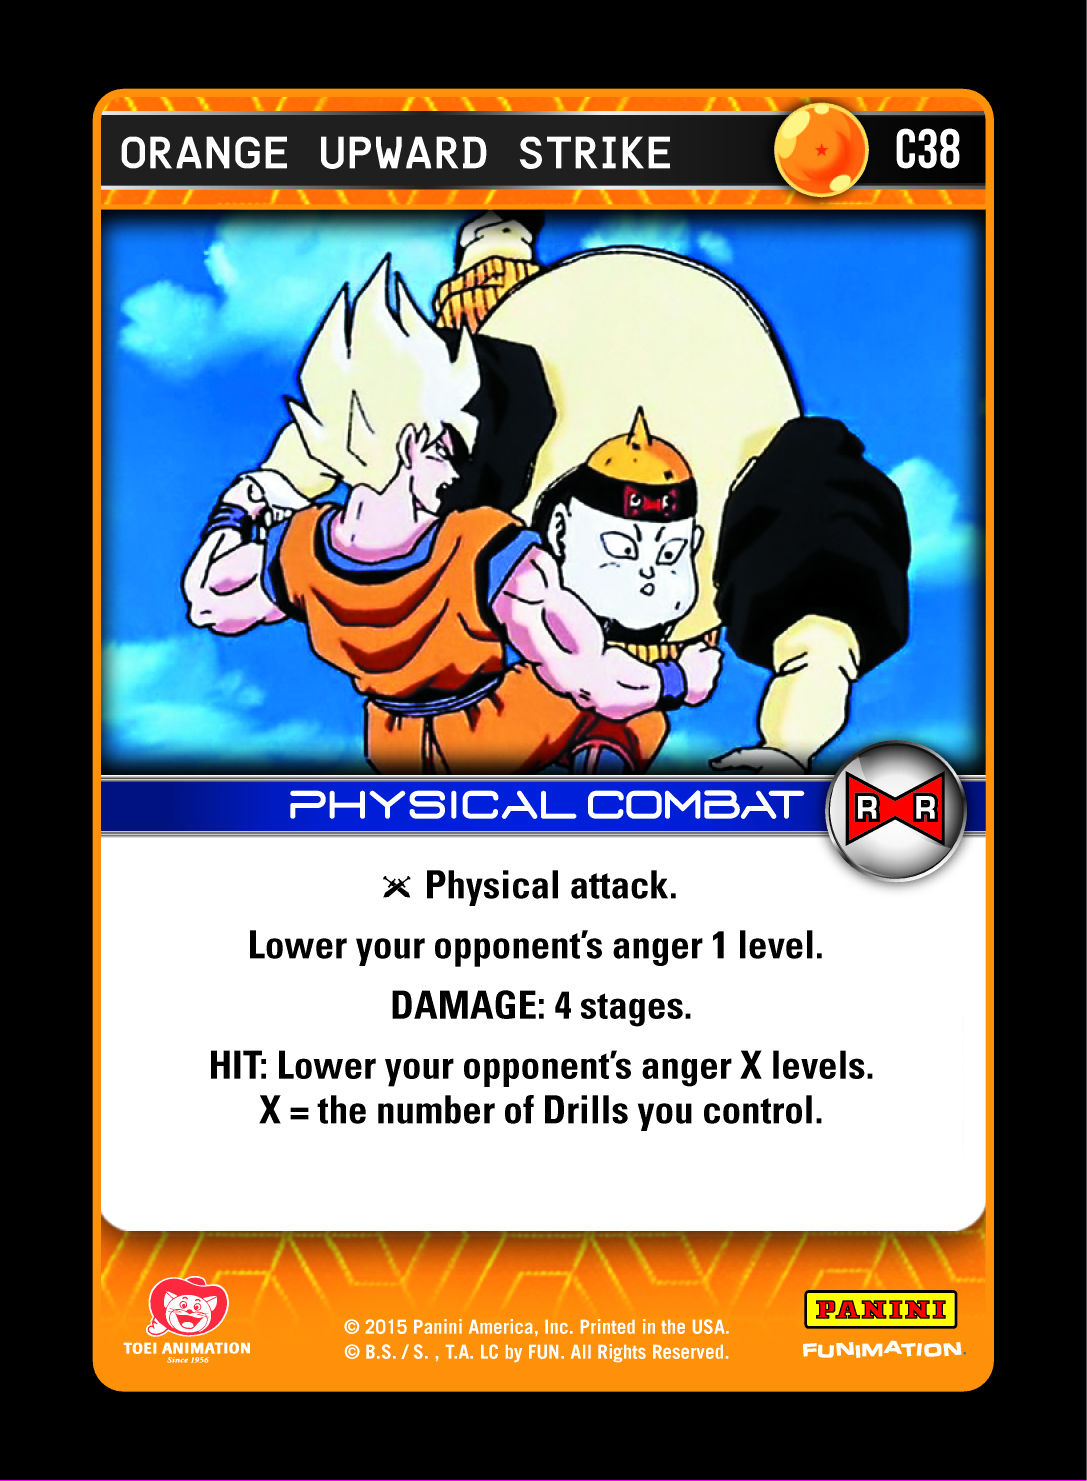 ORANGE UPWARD STRIKE
C38
PHYSICAL COMBAT
R R
Physical attack.
Lower your opponent's anger 1 level.
DAMAGE: 4 stages.
HIT: Lower your opponent's anger X levels.
X = the number of Drills you control.
TOEI ANIMATION
Since 1956
© 2015 Panini America, Inc. Printed in the USA.
© B.S. / S. , T.A. LC by FUN. All Rights Reserved.
PANINI
FUNIMATION